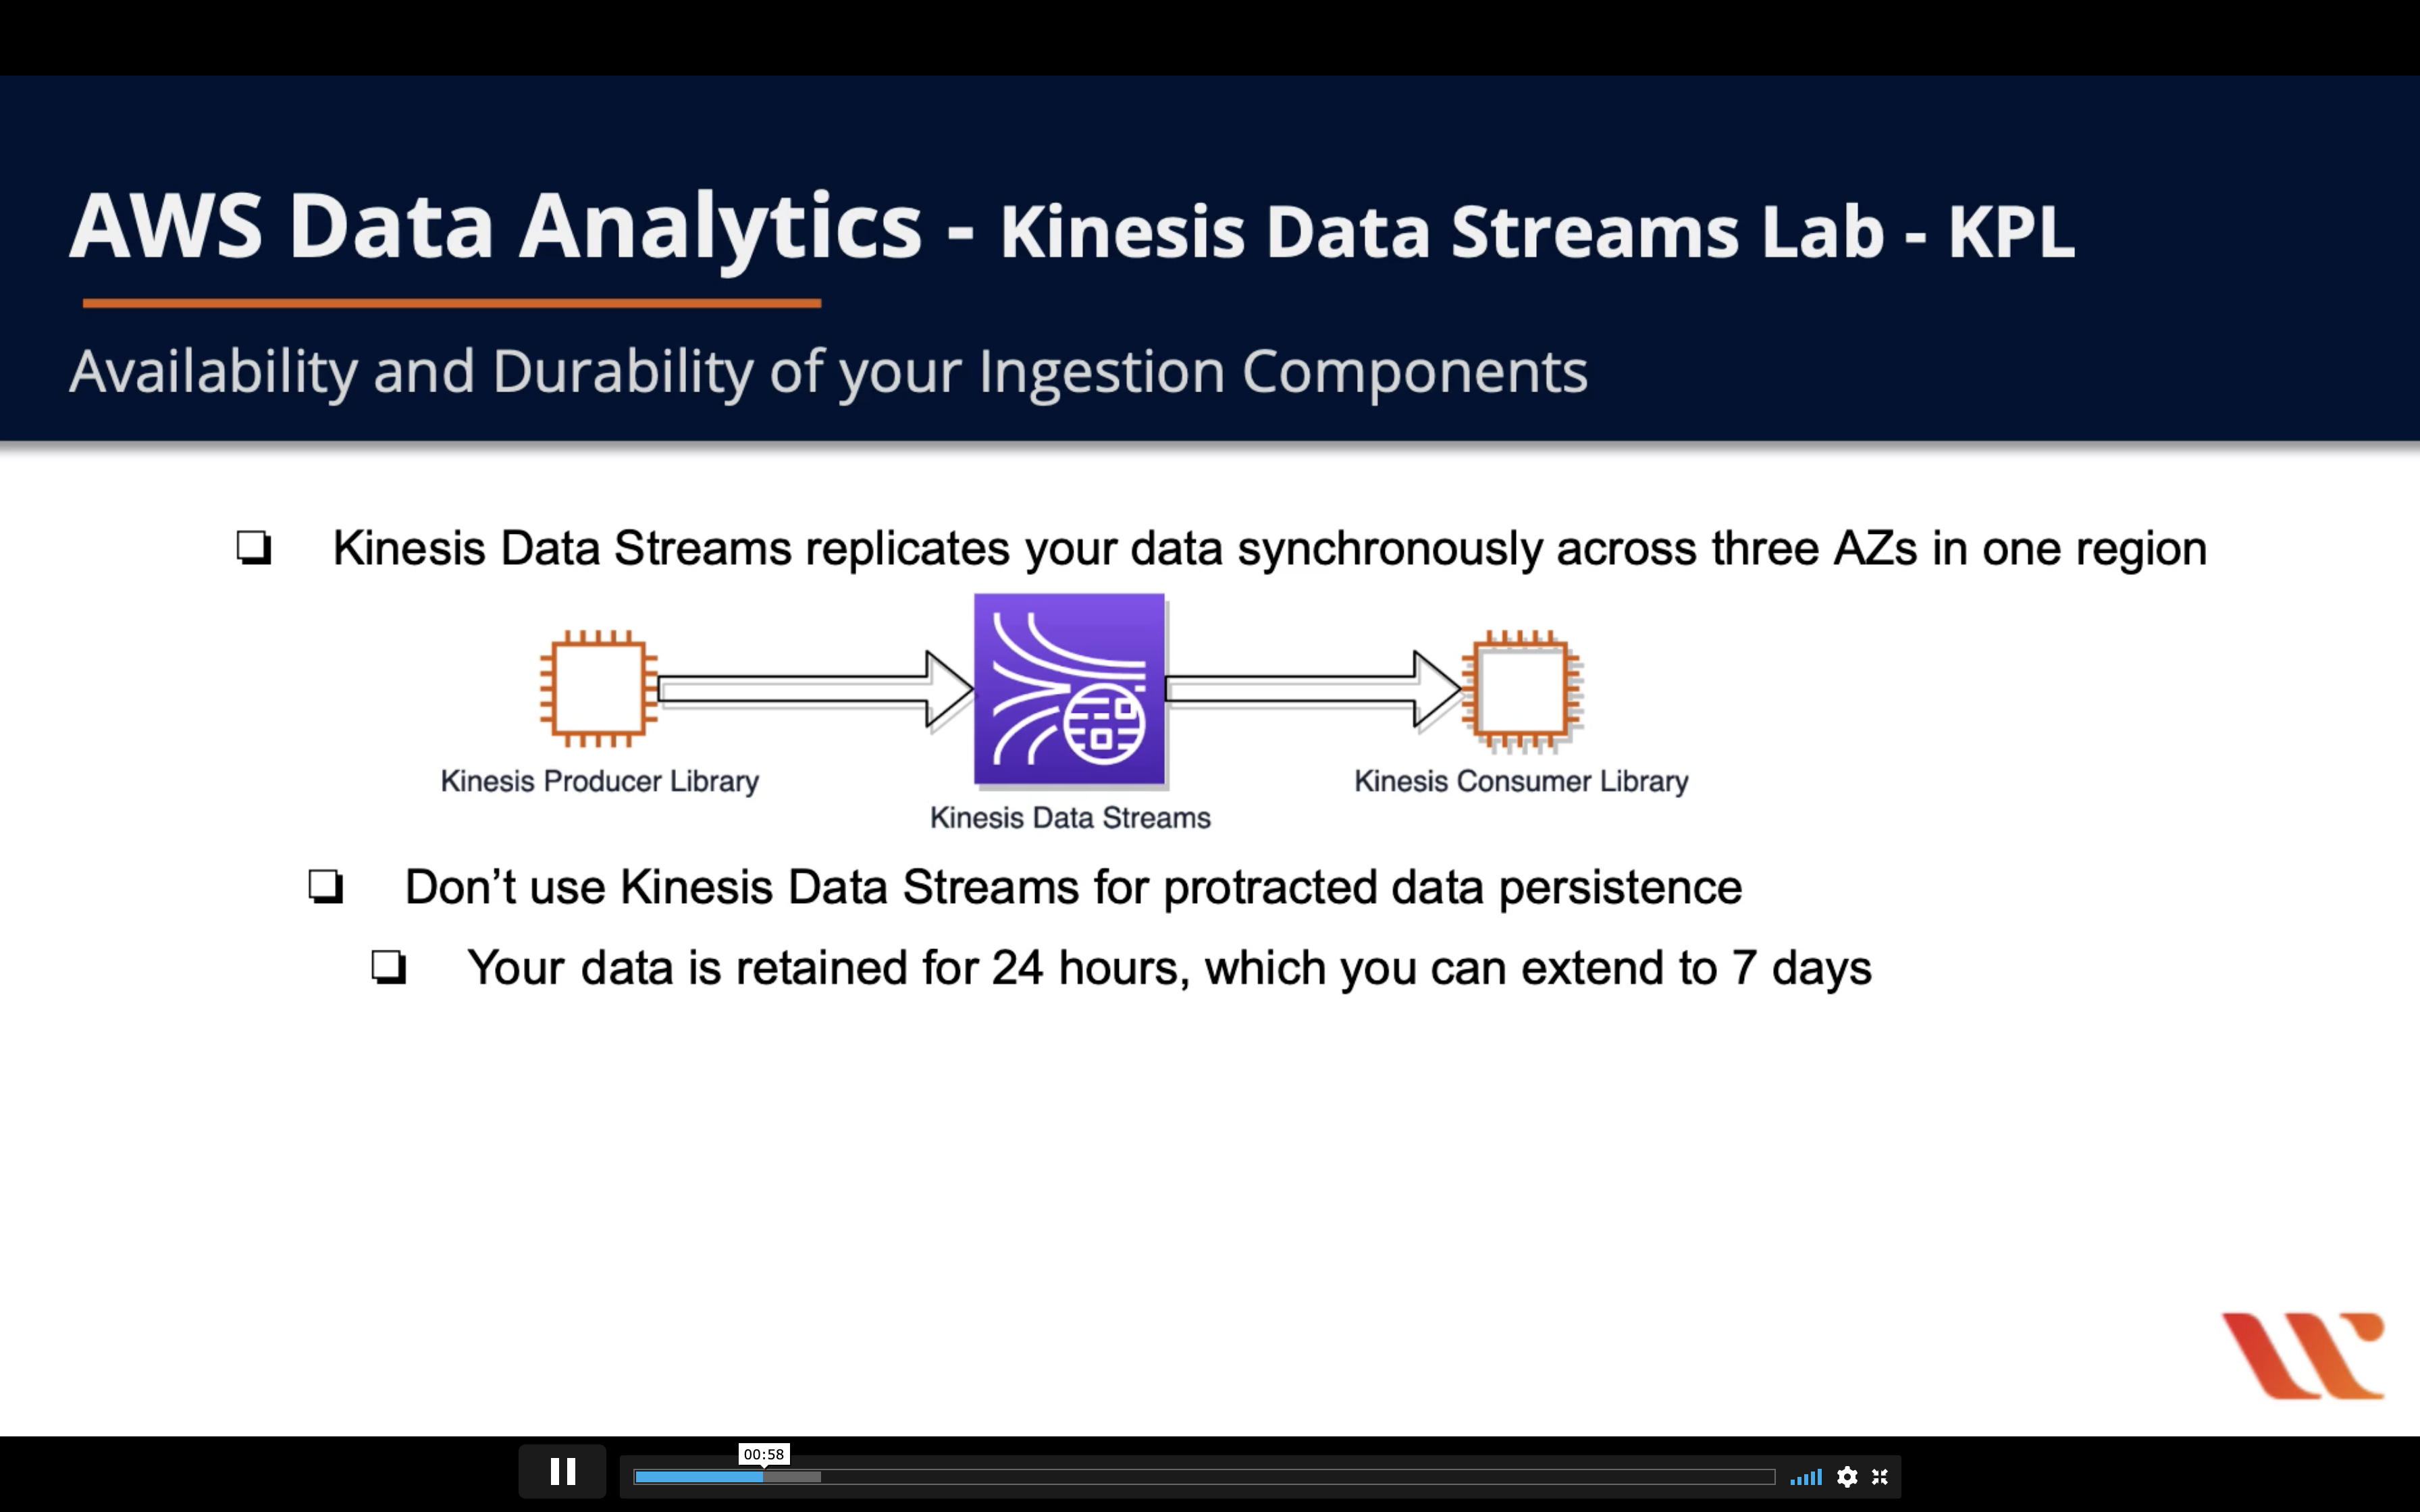 AWS Data Analytics - Kinesis Data Streams Lab - KPL
Availability and Durability of your Ingestion Components
Kinesis Data Streams replicates your data synchronously across three AZs in one region
Kinesis Producer Library
Kinesis Data Streams
Kinesis Consumer Library
Don’t use Kinesis Data Streams for protracted data persistence
Your data is retained for 24 hours, which you can extend to 7 days
00:58